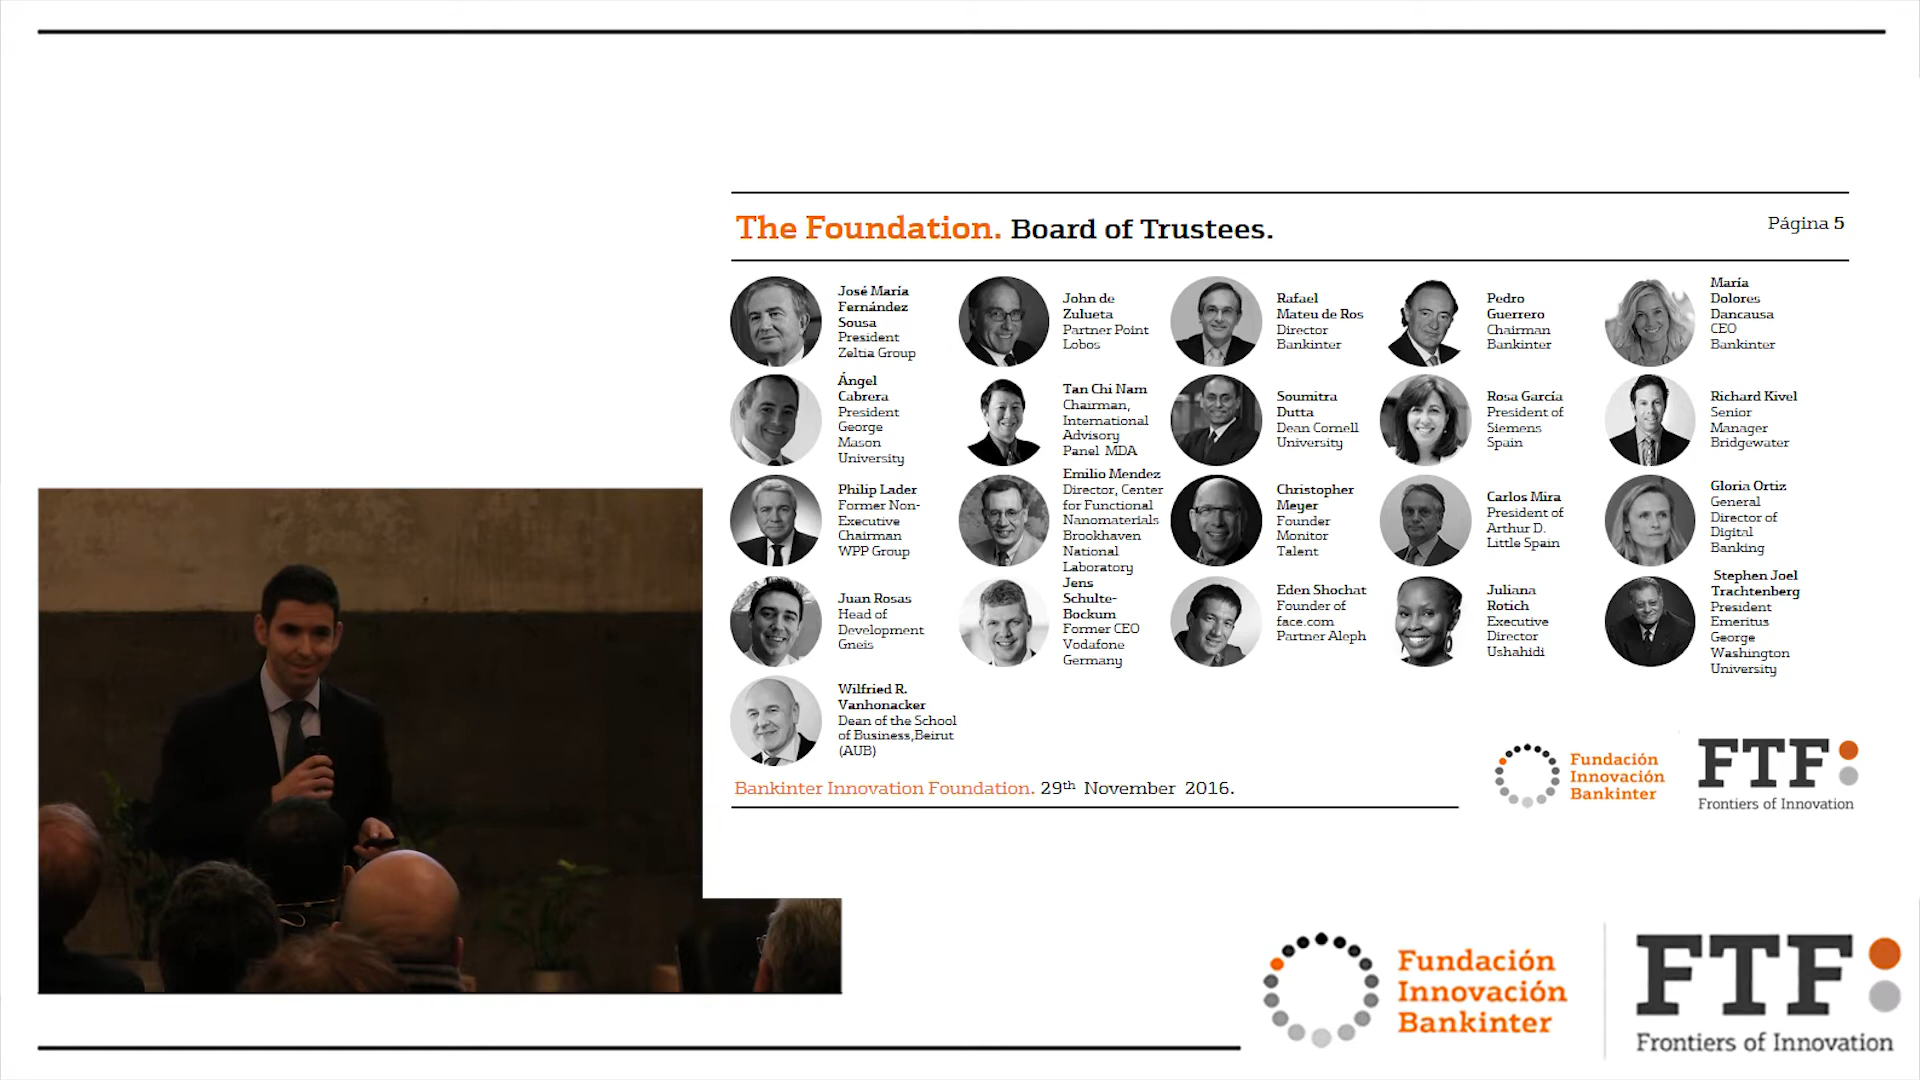 The Foundation. Board of Trustees.
Página 5
José María
Fernández
Sousa
President
Zeltia Group
John de
Zulueta
Partner Point
Lobos
Rafael
Mateu de Ros
Director
Bankinter
Pedro
Guerrero
Chairman
Bankinter
María
Dolores
Dancausa
CEO
Bankinter
Ángel
Cabrera
President
George
Mason
University
Tan Chi Nam
Chairman,
International
Advisory
Panel MDA
Soumitra
Dutta
Dean Cornell
University
Rosa García
President of
Siemens
Spain
Richard Kivel
Senior
Manager
Bridgewater
Philip Lader
Former Non-
Executive
Chairman
WPP Group
Emilio Mendez
Director, Center
for Functional
Nanomaterials
Brookhaven
National
Laboratory
Christopher
Meyer
Founder
Monitor
Talent
Carlos Mira
President of
Arthur D.
Little Spain
Gloria Ortiz
General
Director of
Digital
Banking
Juan Rosas
Head of
Development
Gneis
Jens
Schulte-
Bockum
Former CEO
Vodafone
Germany
Eden Shochat
Founder of
face.com
Partner Aleph
Juliana
Rotich
Executive
Director
Ushahidi
Stephen Joel
Trachtenberg
President
Emeritus
George
Washington
University
Wilfried R.
Vanhonacker
Dean of the School
of Business,Beirut
(AUB)
Bankinter Innovation Foundation. 29th November 2016.
Fundación
Innovación
Bankinter
FTF:
Frontiers of Innovation
Fundación
Innovación
Bankinter
FTF:
Frontiers of Innovation